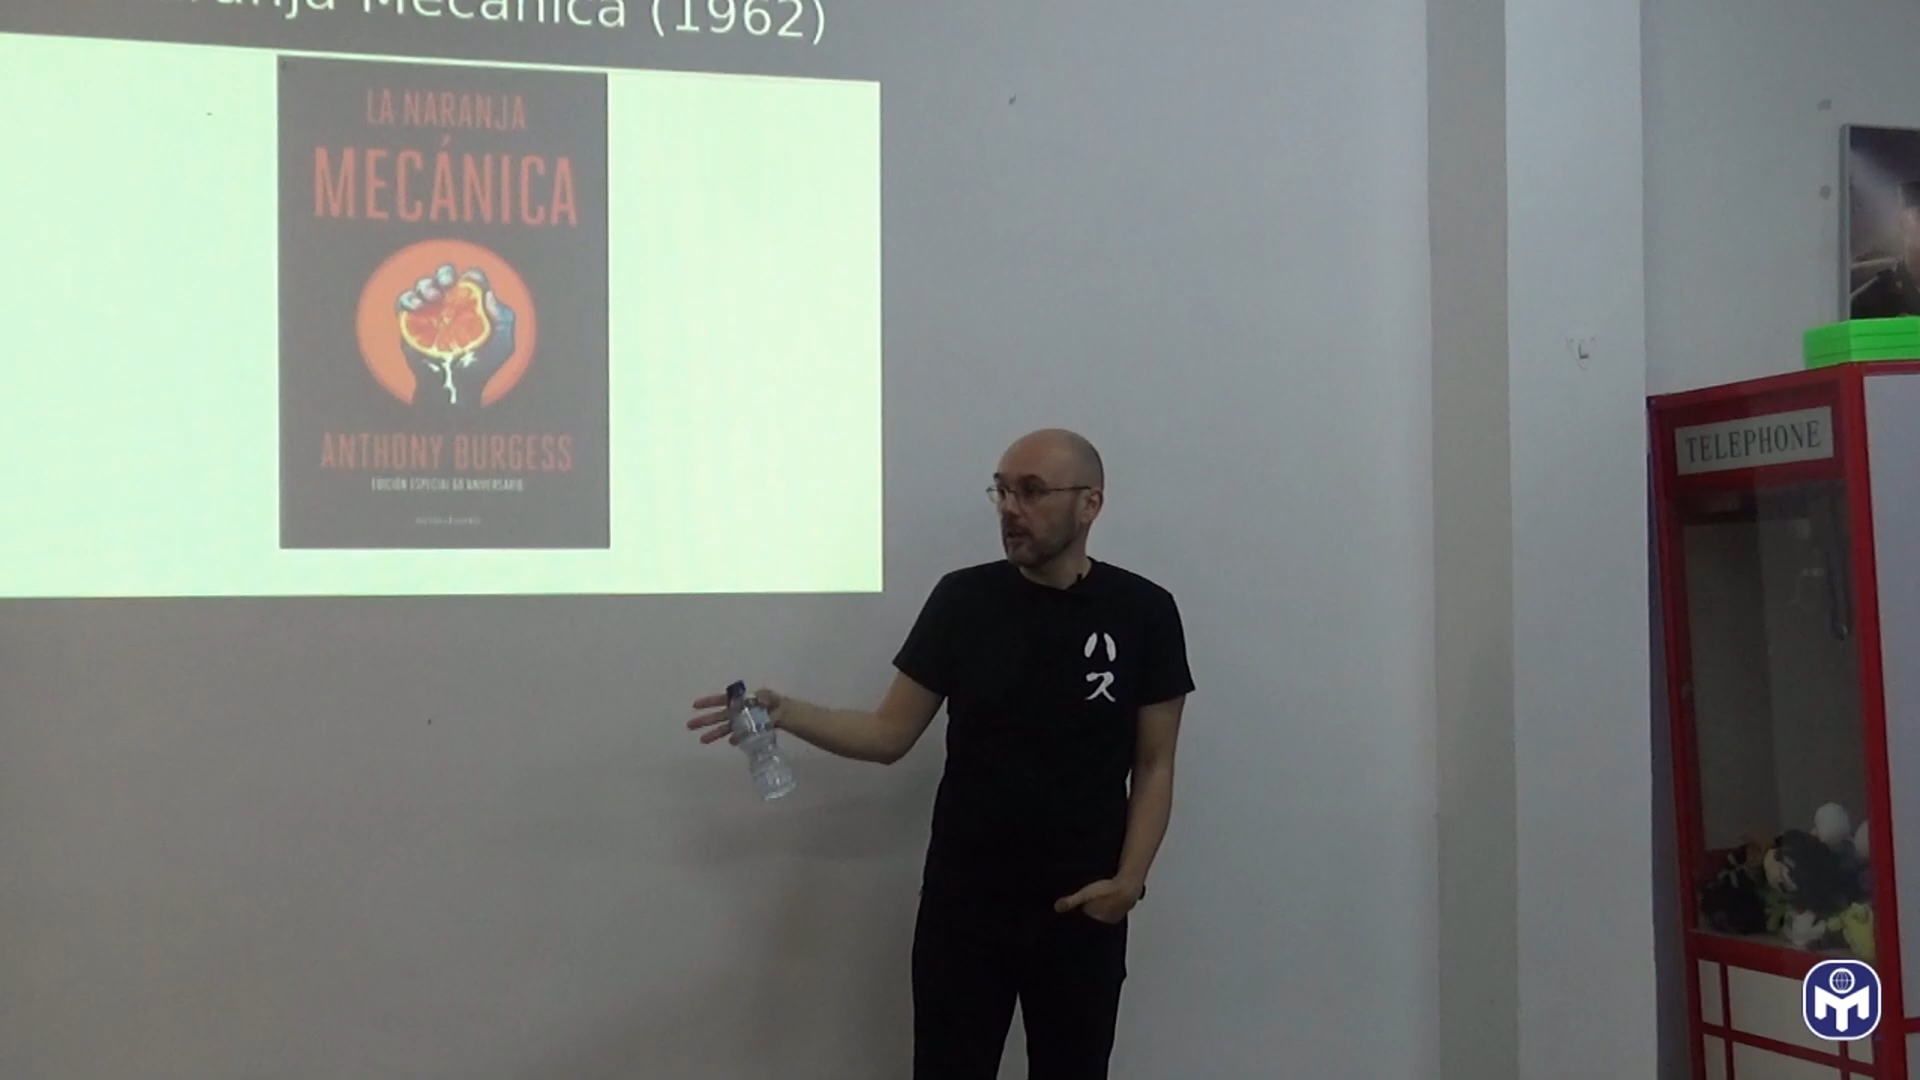 Mecánica (1962)
LA NARANJA
MECÁNICA
ANTHONY BURGESS
EDICIÓN ESPECIAL 60 ANIVERSARIO
ハ
ス
TELEPHONE